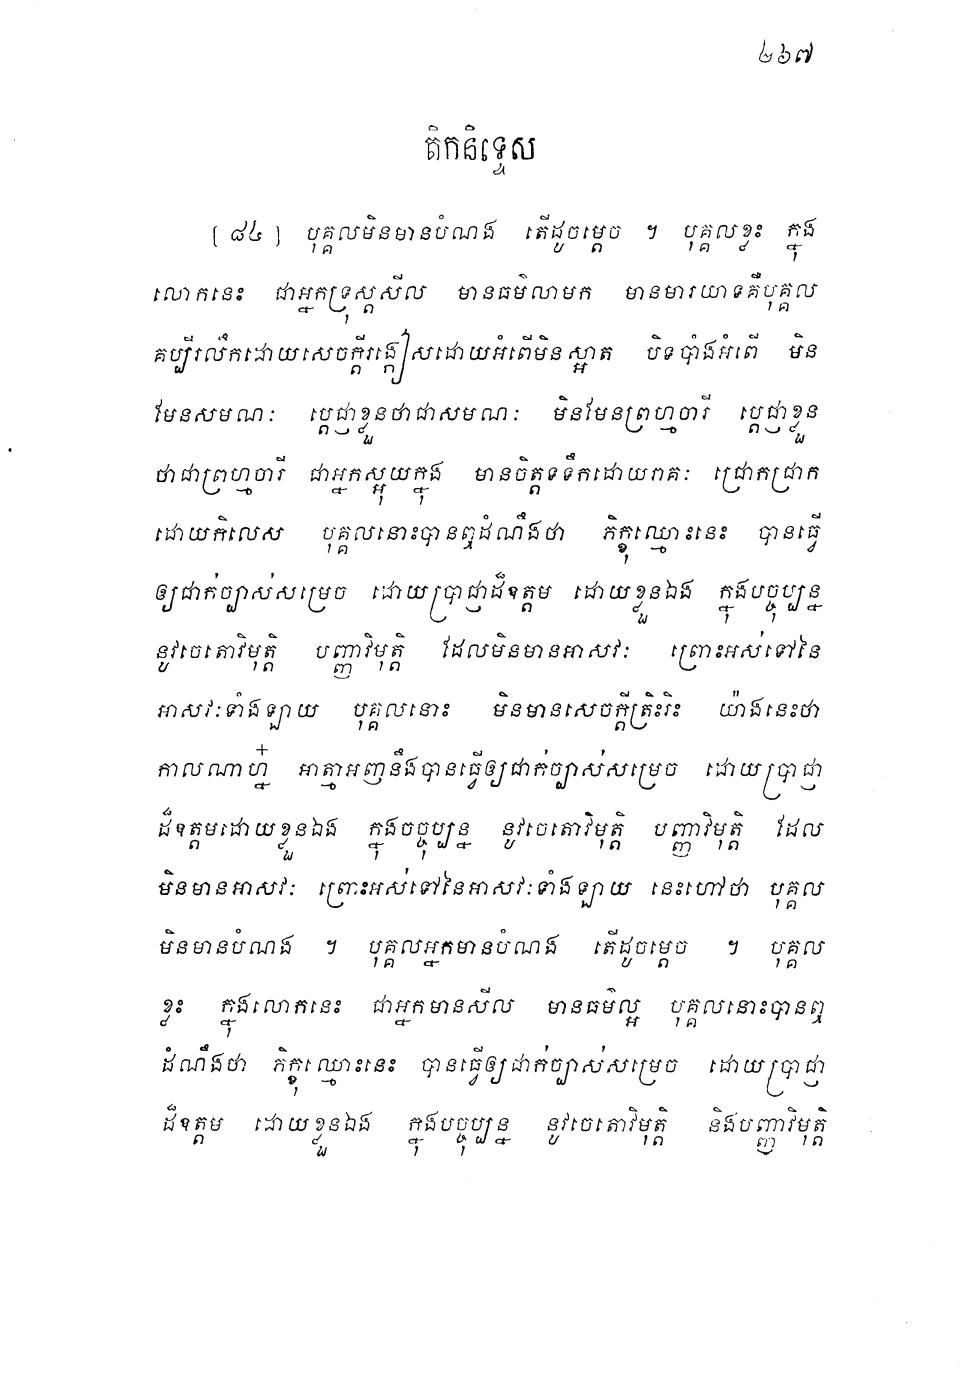 ២៦៧
តិកនិទ្ទេស
[ ៨៤ ] បុគ្គលមិនមានបំណង តើដូចម្តេច ។ បុគ្គលខ្លះ ក្នុង
លោកនេះ ជាអ្នកទ្រុស្តសីល មានធម៌លាមក មានមារយាទគឺបុគ្គល
គប្បីរលឹកដោយសេចក្តីរង្កៀសដោយអំពើមិនស្អាត បិទបាំងអំពើ មិន
មែនសមណៈ ប្តេជ្ញាខ្លួនថាជាសមណៈ មិនមែនព្រហ្មចារី ប្តេជ្ញាខ្លួន
ថាជាព្រហ្មចារី ជាអ្នកស្អុយក្នុង មានចិត្តទទឹកដោយរាគៈ ជ្រោកជ្រាក
ដោយកិលេស បុគ្គលនោះបានឮដំណឹងថា ភិក្ខុឈ្មោះនេះ បានធ្វើ
ឲ្យជាក់ច្បាស់សម្រេច ដោយប្រាជ្ញាដ៏ឧត្តម ដោយខ្លួនឯង ក្នុងបច្ចុប្បន្ន
នូវចេតោវិមុត្តិ បញ្ញាវិមុត្តិ ដែលមិនមានអាសវៈ ព្រោះអស់ទៅនៃ
អាសវៈទាំងឡាយ បុគ្គលនោះ មិនមានសេចក្តីត្រិះរិះ យ៉ាងនេះថា
កាលណាហ្ន៎ អាត្មាអញនឹងបានធ្វើឲ្យជាក់ច្បាស់សម្រេច ដោយប្រាជ្ញា
ដ៏ឧត្តមដោយខ្លួនឯង ក្នុងចច្ចុប្បន្ន នូវចេតោវិមុត្តិ បញ្ញាវិមុត្តិ ដែល
មិនមានអាសវៈ ព្រោះអស់ទៅនៃអាសវៈទាំងឡាយ នេះហៅថា បុគ្គល
មិនមានបំណង ។ បុគ្គលអ្នកមានបំណង តើដូចម្តេច ។ បុគ្គល
ខ្លះ ក្នុងលោកនេះ ជាអ្នកមានសីល មានធម៌ល្អ បុគ្គលនោះបានឮ
ដំណឹងថា ភិក្ខុឈ្មោះនេះ បានធ្វើឲ្យជាក់ច្បាស់សម្រេច ដោយប្រាជ្ញា
ដ៏ឧត្តម ដោយខ្លួនឯង ក្នុងបច្ចុប្បន្ន នូវចេតោវិមុត្តិ និងបញ្ញាវិមុត្តិ